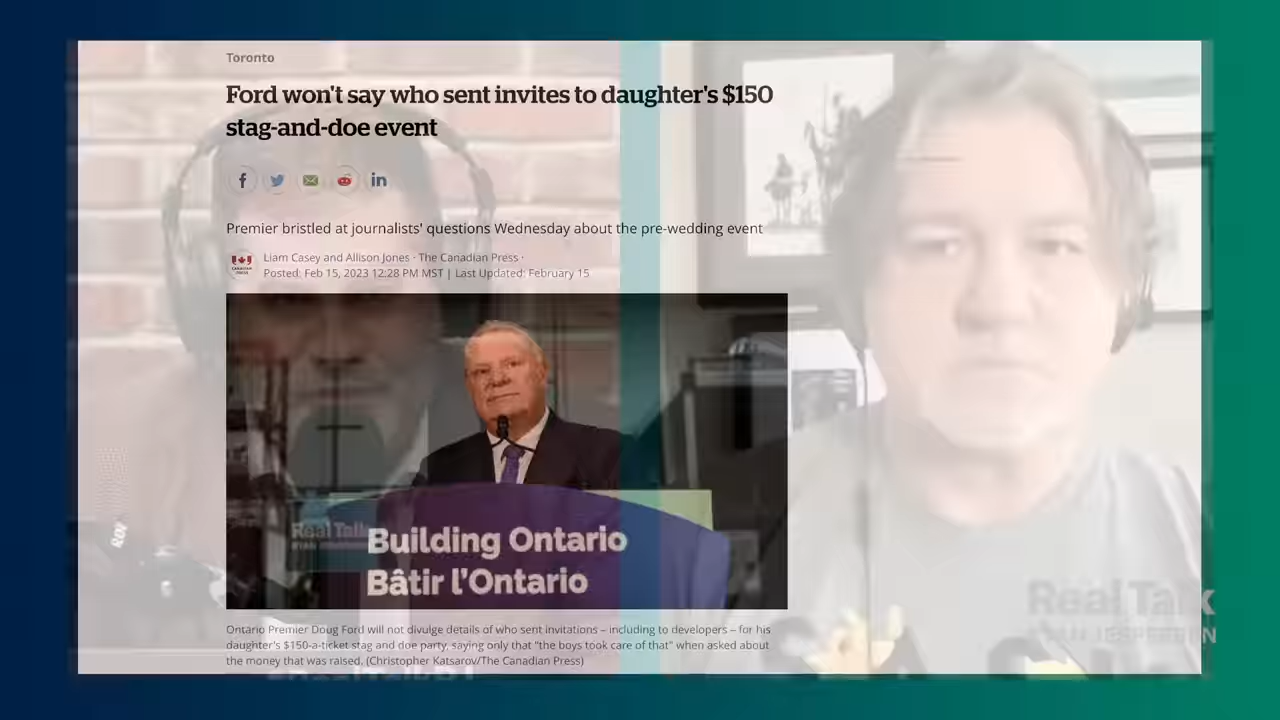 Toronto
Ford won't say who sent invites to daughter's $150
stag-and-doe event
Premier bristled at journalists' questions Wednesday about the pre-wedding event
Liam Casey and Allison Jones · The Canadian Press ·
Posted: Feb 15, 2023 12:28 PM MST | Last Updated: February 15
CANADIAN
PRESS
Real Talk
Building Ontario
Bâtir l'Ontario
Real Talk
RYAN JESPERSEN
Ontario Premier Doug Ford will not divulge details of who sent invitations – including to developers – for his
daughter's $150-a-ticket stag and doe party, saying only that "the boys took care of that" when asked about
the money that was raised. (Christopher Katsarov/The Canadian Press)